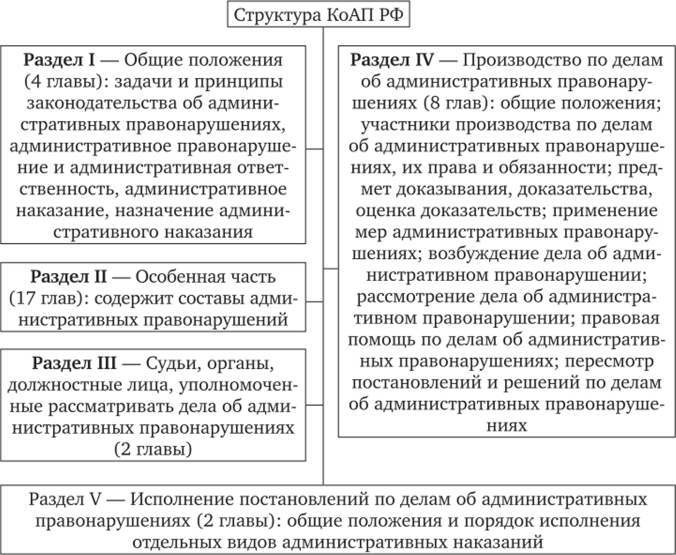 Структура КоАП РФ
Раздел I — Общие положения
(4 главы): задачи и принципы
законодательства об админи-
стративных правонарушениях,
административное правонаруше-
ние и административная ответ-
ственность, административное
наказание, назначение админи-
стративного наказания
Раздел II — Особенная часть
(17 глав): содержит составы адми-
нистративных правонарушений
Раздел III — Судьи, органы,
должностные лица, уполномочен-
ные рассматривать дела об адми-
нистративных правонарушениях
(2 главы)
Раздел IV — Производство по делам
об административных правонару-
шениях (8 глав): общие положения;
участники производства по делам
об административных правонаруше-
ниях, их права и обязанности; пред-
мет доказывания, доказательства,
оценка доказательств; применение
мер административных правонару-
шениях; возбуждение дела об адми-
нистративном правонарушении;
рассмотрение дела об администра-
тивном правонарушении; правовая
помощь по делам об административ-
ных правонарушениях; пересмотр
постановлений и решений по делам
об административных правонаруше-
ниях
Раздел V — Исполнение постановлений по делам об административных
правонарушениях (2 главы): общие положения и порядок исполнения
отдельных видов административных наказаний